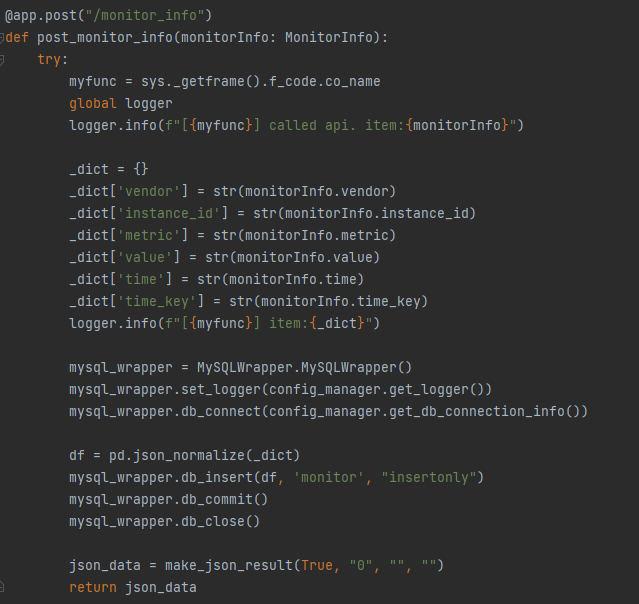 @app.post("/monitor_info")
def post_monitor_info(monitorInfo: MonitorInfo):
    try:
        myfunc = sys._getframe().f_code.co_name
        global logger
        logger.info(f"[{myfunc}] called api. item:{monitorInfo}")

        _dict = {}
        _dict['vendor'] = str(monitorInfo.vendor)
        _dict['instance_id'] = str(monitorInfo.instance_id)
        _dict['metric'] = str(monitorInfo.metric)
        _dict['value'] = str(monitorInfo.value)
        _dict['time'] = str(monitorInfo.time)
        _dict['time_key'] = str(monitorInfo.time_key)
        logger.info(f"[{myfunc}] item:{_dict}")

        mysql_wrapper = MySQLWrapper.MySQLWrapper()
        mysql_wrapper.set_logger(config_manager.get_logger())
        mysql_wrapper.db_connect(config_manager.get_db_connection_info())

        df = pd.json_normalize(_dict)
        mysql_wrapper.db_insert(df, 'monitor', "insertonly")
        mysql_wrapper.db_commit()
        mysql_wrapper.db_close()

        json_data = make_json_result(True, "0", "", "")
        return json_data